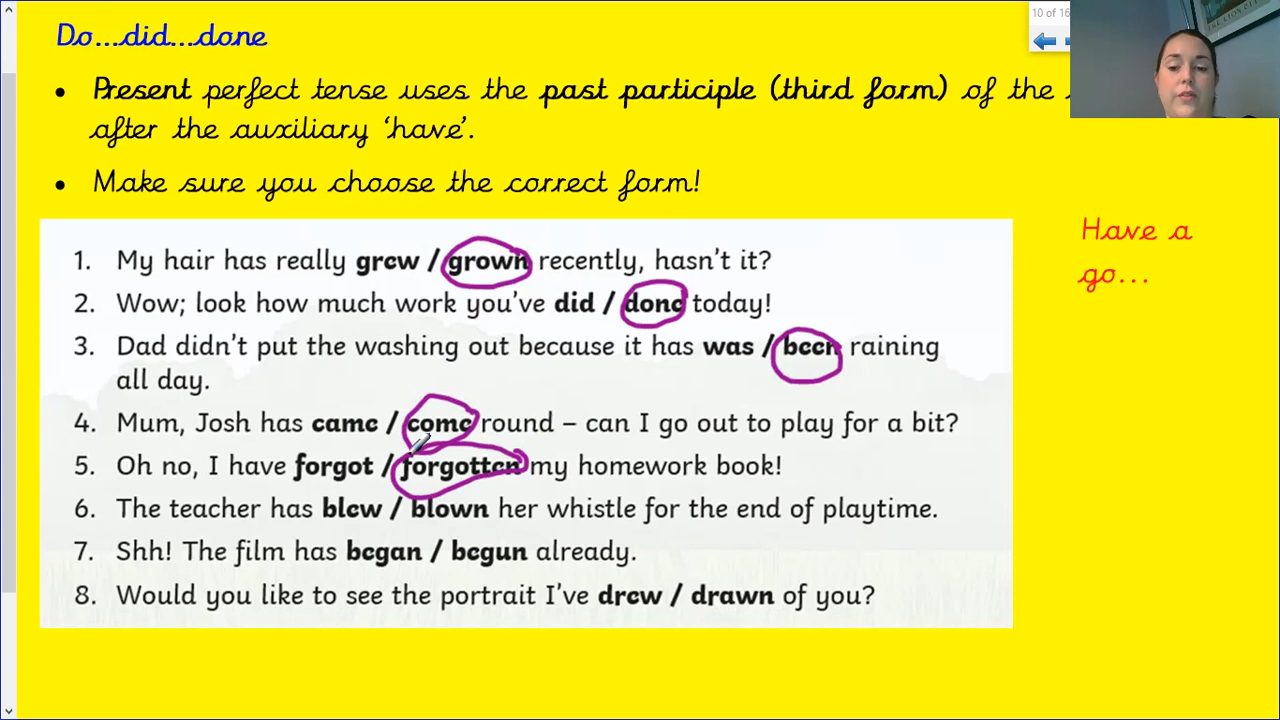 Do...did...done
10 of 16
• Present perfect tense uses the past participle (third form) of the
after the auxiliary ‘have’.
• Make sure you choose the correct form!
Have a
go...
1. My hair has really grew / grown recently, hasn't it?
2. Wow; look how much work you've did / done today!
3. Dad didn't put the washing out because it has was / been raining
all day.
4. Mum, Josh has came / come round – can I go out to play for a bit?
5. Oh no, I have forgot / forgotten my homework book!
6. The teacher has blew / blown her whistle for the end of playtime.
7. Shh! The film has began / begun already.
8. Would you like to see the portrait I've drew / drawn of you?